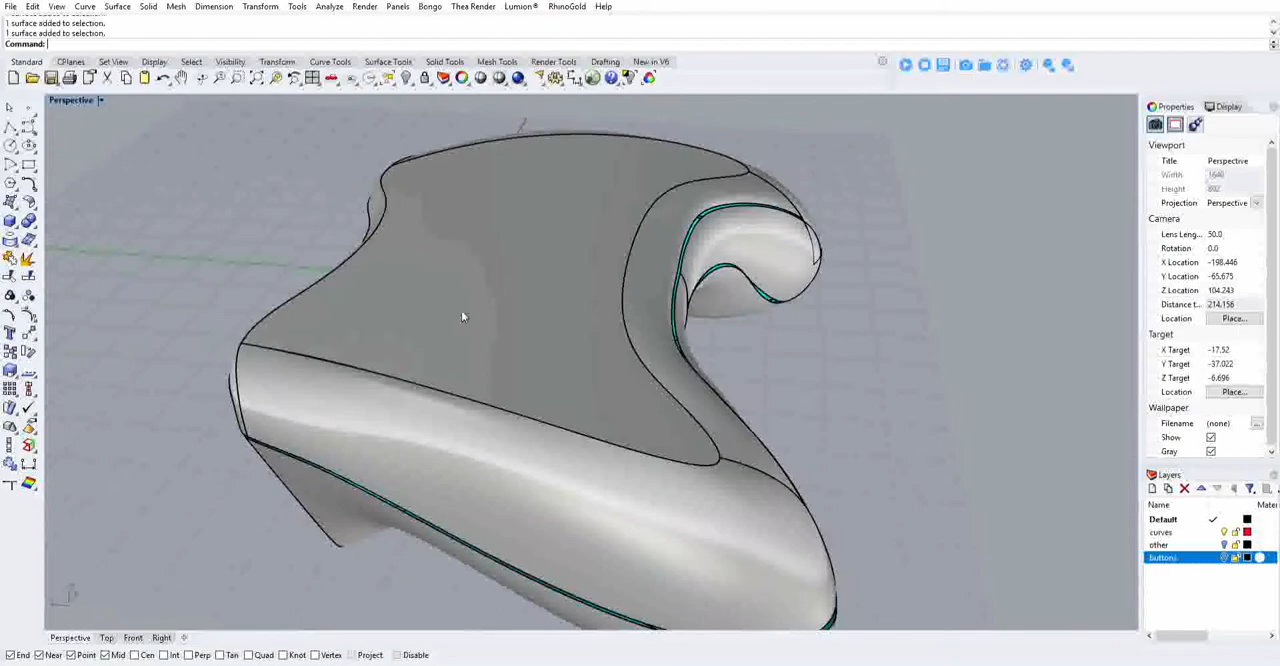 File Edit View Curve Surface Solid Mesh Dimension Transform Tools Analyze Render Panels Bongo Thea Render Lumion® RhinoGold Help
1 surface added to selection.
1 surface added to selection.
Command:
Standard CPlanes Set View Display Select Visibility Transform Curve Tools Surface Tools Solid Tools Mesh Tools Render Tools Drafting New in V6
Perspective
Properties Display
Viewport
Title Perspective
Width 1640
Height 802
Projection Perspective
Camera
Lens Leng... 50.0
Rotation 0.0
X Location -198.446
Y Location -65.675
Z Location 104.243
Distance t... 214.156
Location Place...
Target
X Target -17.52
Y Target -37.022
Z Target -6.696
Location Place...
Wallpaper
Filename (none)
Show
Gray
Layers
Name Mater
Default
curves
other
Perspective Top Front Right
End Near Point Mid Cen Int Perp Tan Quad Knot Vertex Project Disable